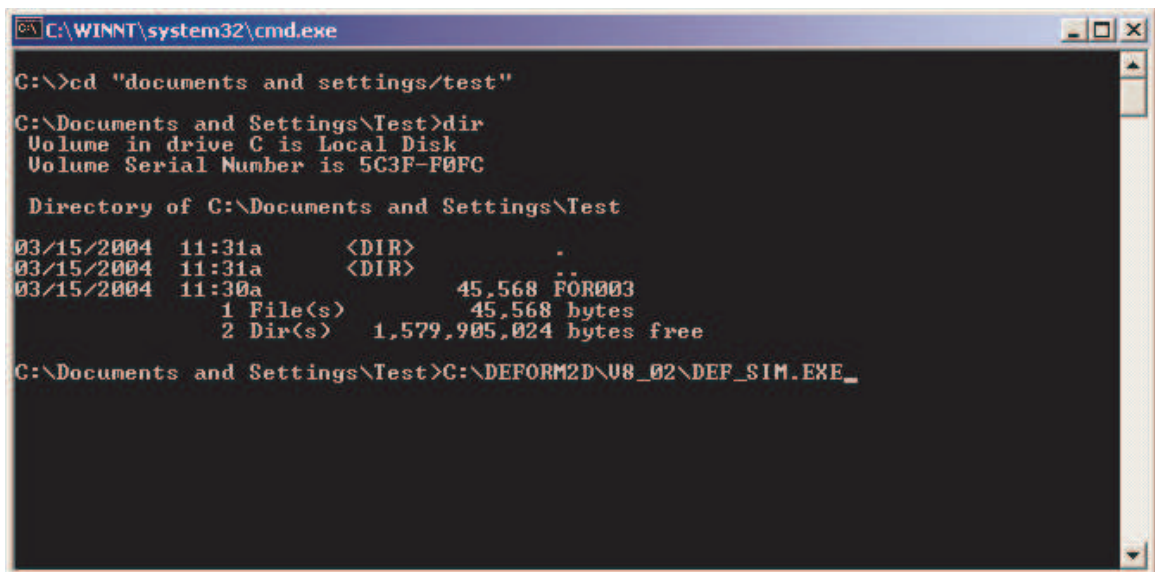 C:\WINNT\system32\cmd.exe
C:\>cd "documents and settings/test"
C:\Documents and Settings\Test>dir
Volume in drive C is Local Disk
Volume Serial Number is 5C3F-F0FC
Directory of C:\Documents and Settings\Test
03/15/2004 11:31a <DIR> .
03/15/2004 11:31a <DIR> ..
03/15/2004 11:30a 45,568 FOR003
1 File(s) 45,568 bytes
2 Dir(s) 1,579,905,024 bytes free
C:\Documents and Settings\Test>C:\DEFORM2D\V8_02\DEF_SIM.EXE_